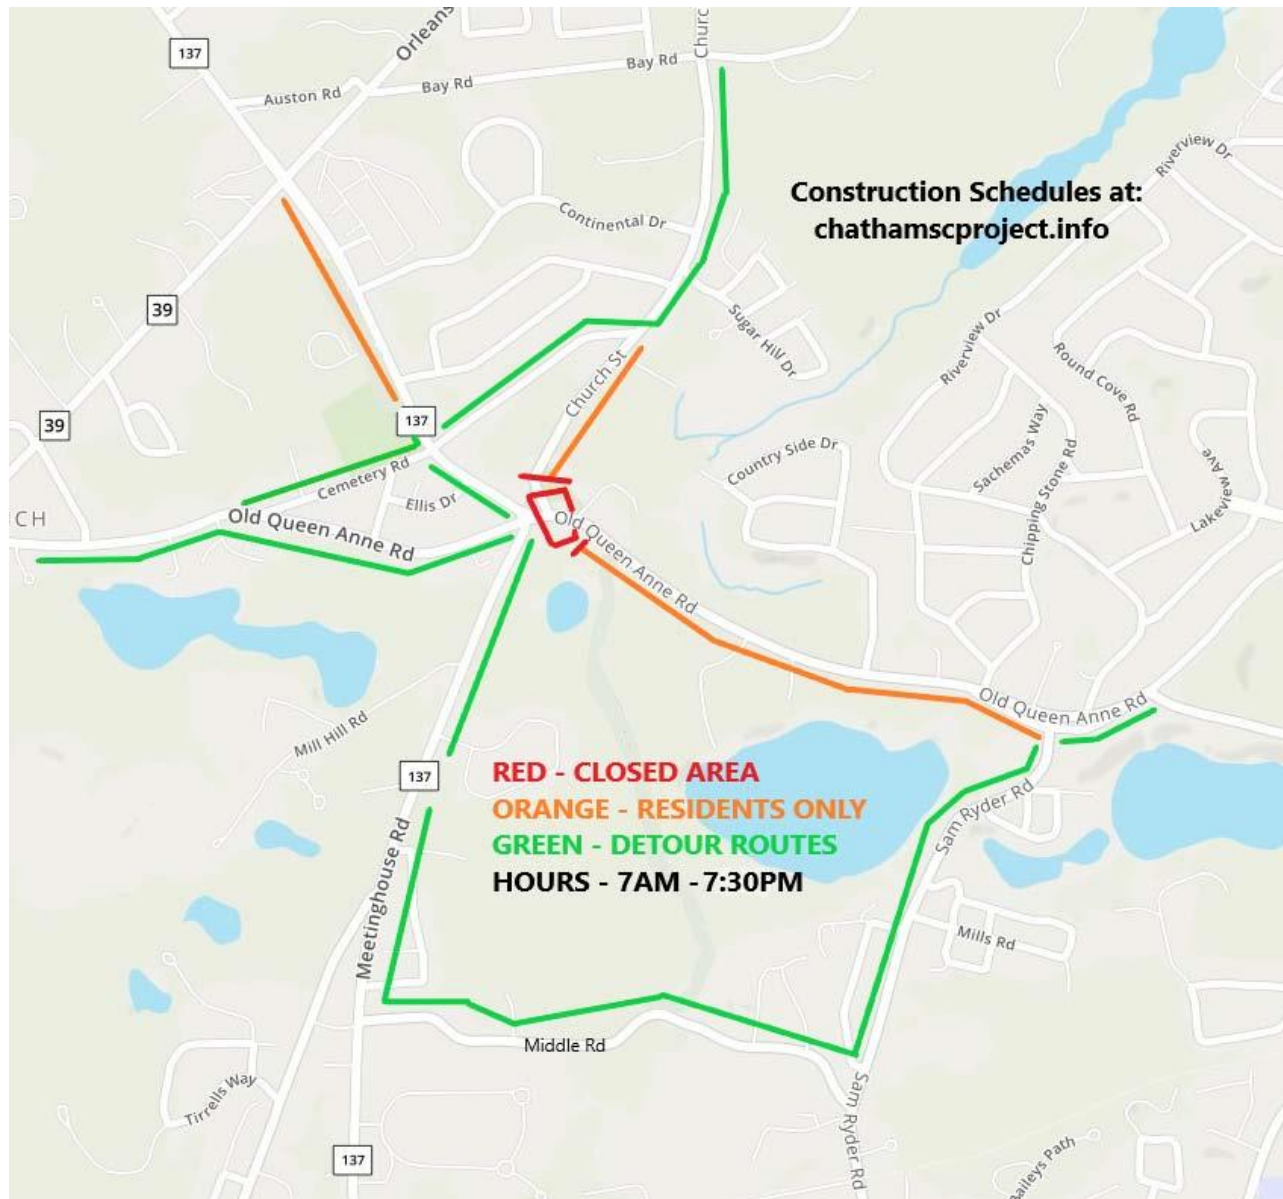 137
Orleans
Churc
Bay Rd
Bay Rd
Auston Rd
Riverview Dr
Construction Schedules at:
chathamscproject.info
Continental Dr
39
Sugar Hill Dr
Riverview Dr
Round Cove Rd
Church St
39
137
Country Side Dr
Sachemas Way
Chipping Stone Rd
Lakeview Ave
Cemetery Rd
Ellis Dr
CH
Old Queen Anne Rd
Old Queen Anne Rd
Old Queen Anne Rd
Mill Hill Rd
137
RED - CLOSED AREA
ORANGE - RESIDENTS ONLY
GREEN - DETOUR ROUTES
HOURS - 7AM - 7:30PM
Sam Ryder Rd
Meetinghouse Rd
Mills Rd
Middle Rd
Tirrells Way
Sam Ryder Rd
137
aileys Path